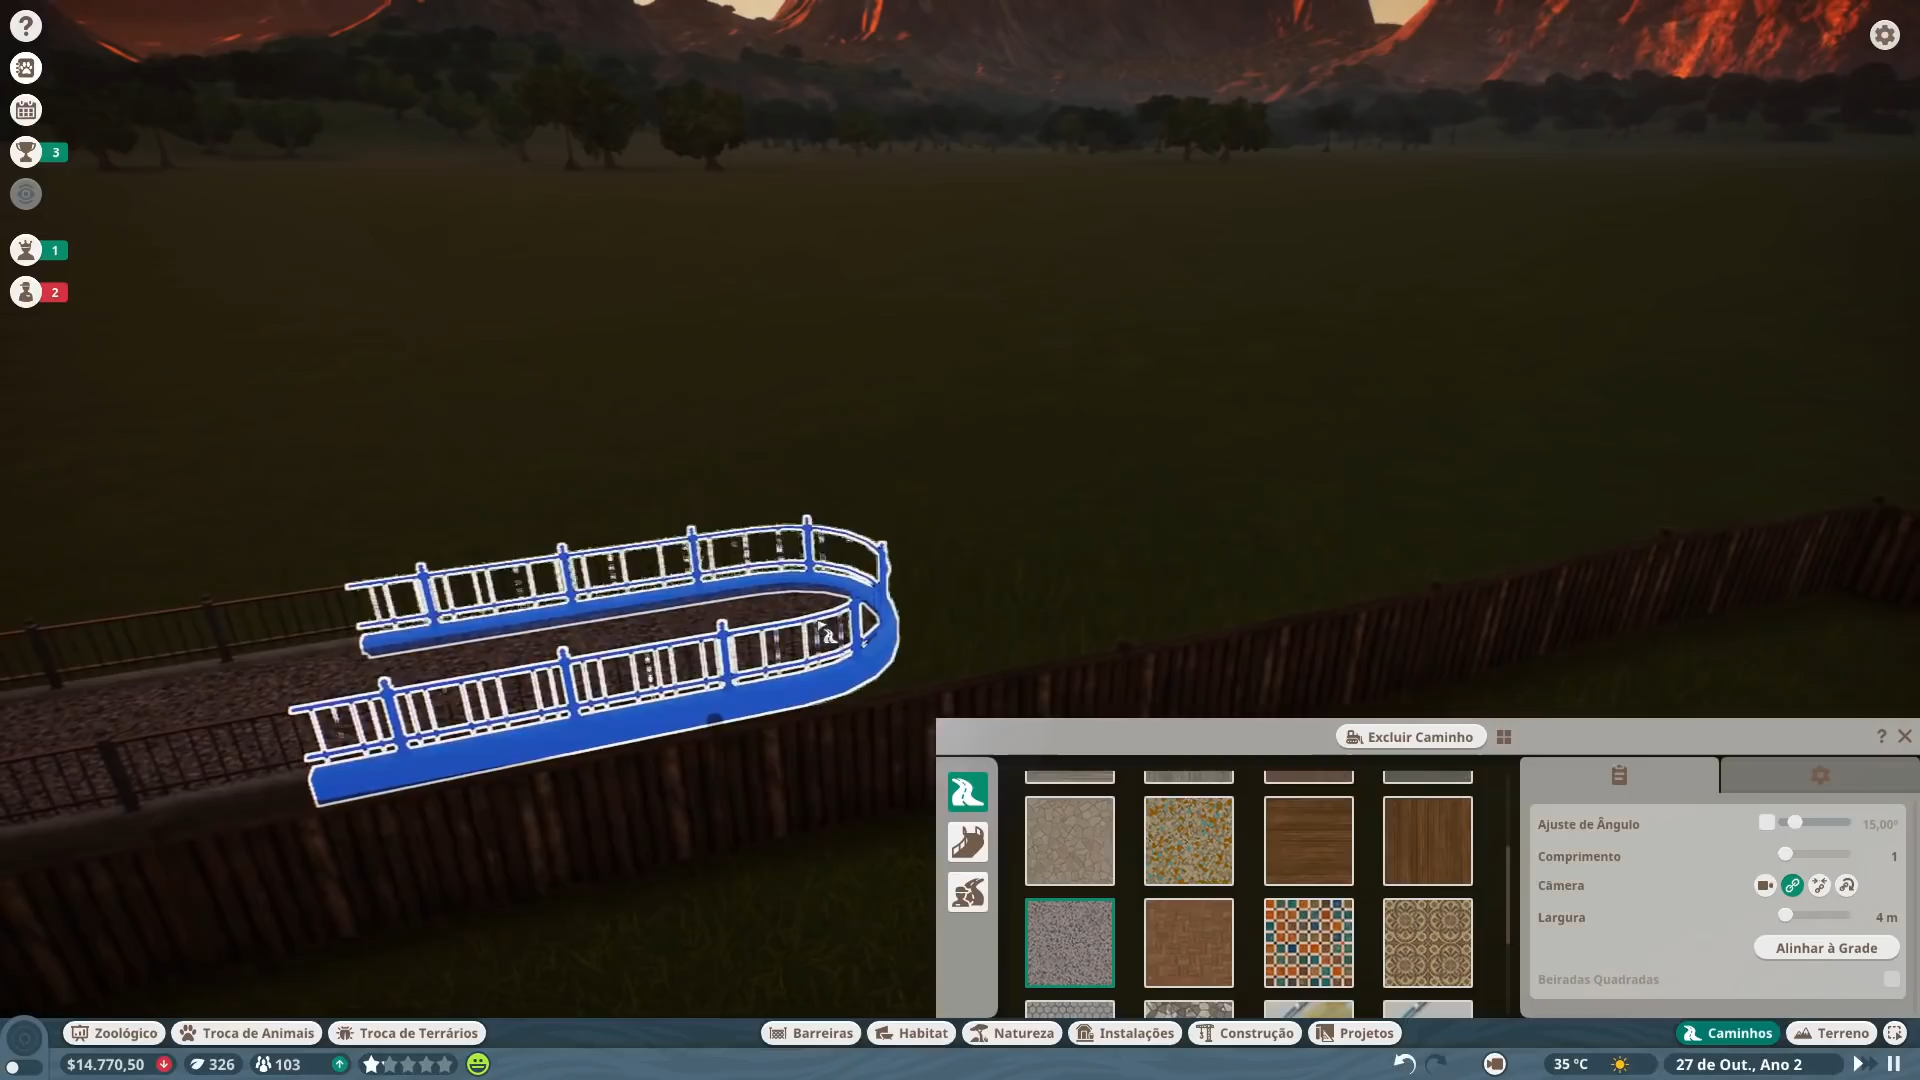 ?
3
1
2
Excluir Caminho
?
Ajuste de Ângulo
15,00º
Comprimento
1
Câmera
Largura
4 m
Alinhar à Grade
Beiradas Quadradas
Zoológico
Troca de Animais
Troca de Terrários
Barreiras
Habitat
Natureza
Instalações
Construção
Projetos
Caminhos
Terreno
$14.770,50
326
103
35 ºC
27 de Out., Ano 2